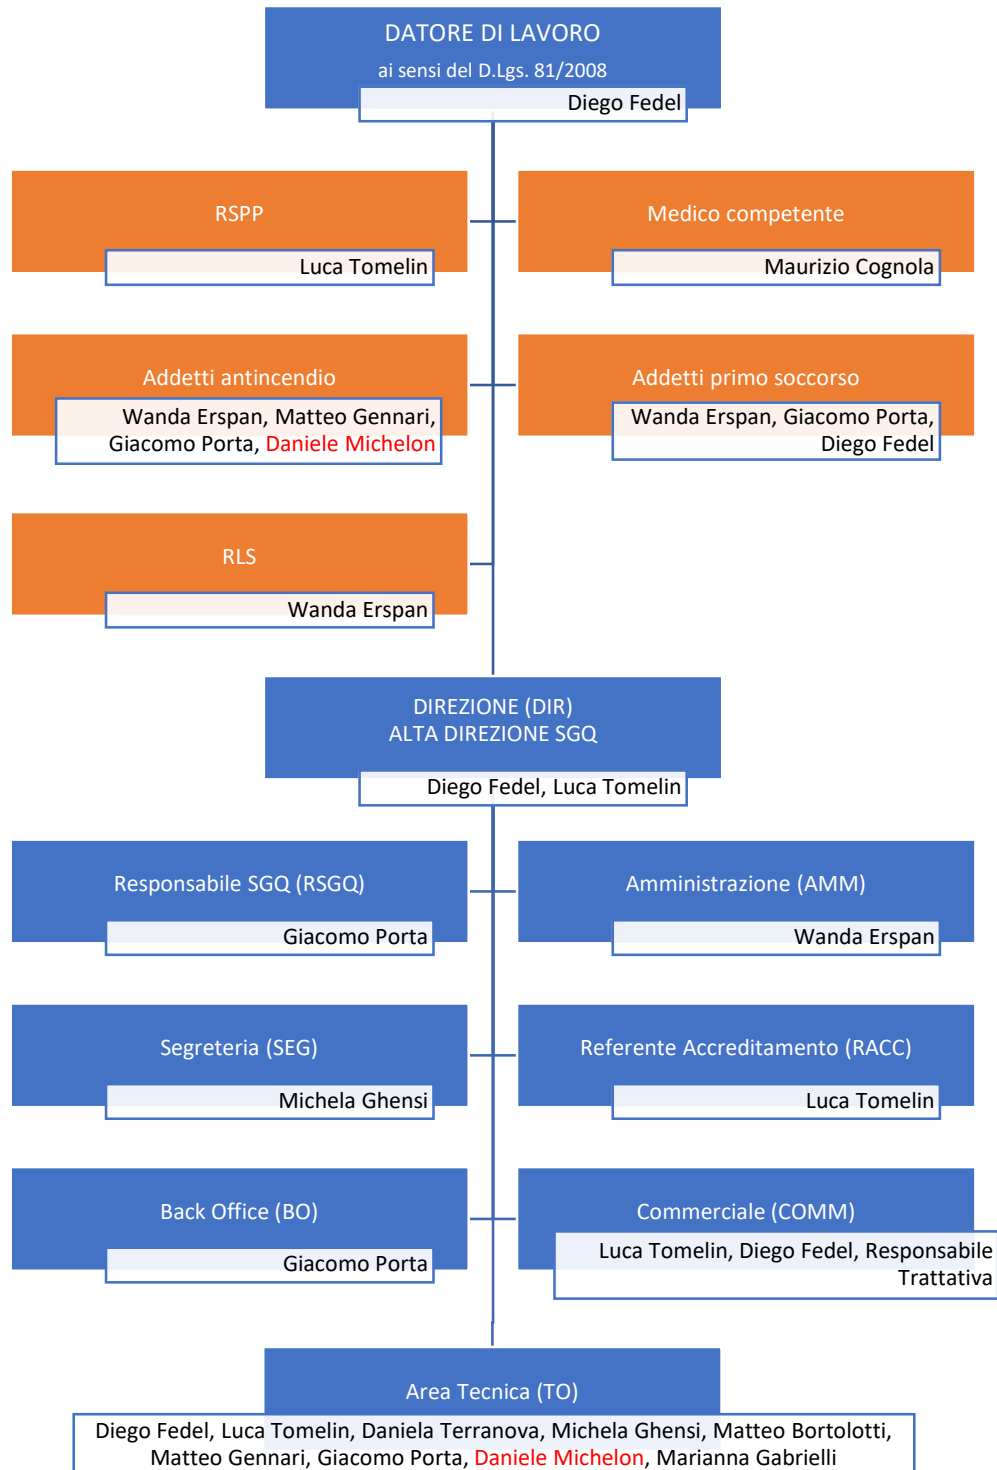 DATORE DI LAVORO
ai sensi del D.Lgs. 81/2008
Diego Fedel
RSPP
Luca Tomelin
Medico competente
Maurizio Cognola
Addetti antincendio
Wanda Erspan, Matteo Gennari,
Giacomo Porta, Daniele Michelon
Addetti primo soccorso
Wanda Erspan, Giacomo Porta,
Diego Fedel
RLS
Wanda Erspan
DIREZIONE (DIR)
ALTA DIREZIONE SGQ
Diego Fedel, Luca Tomelin
Responsabile SGQ (RSGQ)
Giacomo Porta
Amministrazione (AMM)
Wanda Erspan
Segreteria (SEG)
Michela Ghensi
Referente Accreditamento (RACC)
Luca Tomelin
Back Office (BO)
Giacomo Porta
Commerciale (COMM)
Luca Tomelin, Diego Fedel, Responsabile
Trattativa
Area Tecnica (TO)
Diego Fedel, Luca Tomelin, Daniela Terranova, Michela Ghensi, Matteo Bortolotti,
Matteo Gennari, Giacomo Porta, Daniele Michelon, Marianna Gabrielli